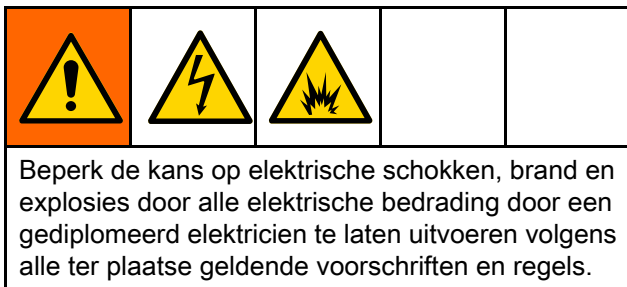 Beperk de kans op elektrische schokken, brand en
explosies door alle elektrische bedrading door een
gediplomeerd elektricien te laten uitvoeren volgens
alle ter plaatse geldende voorschriften en regels.